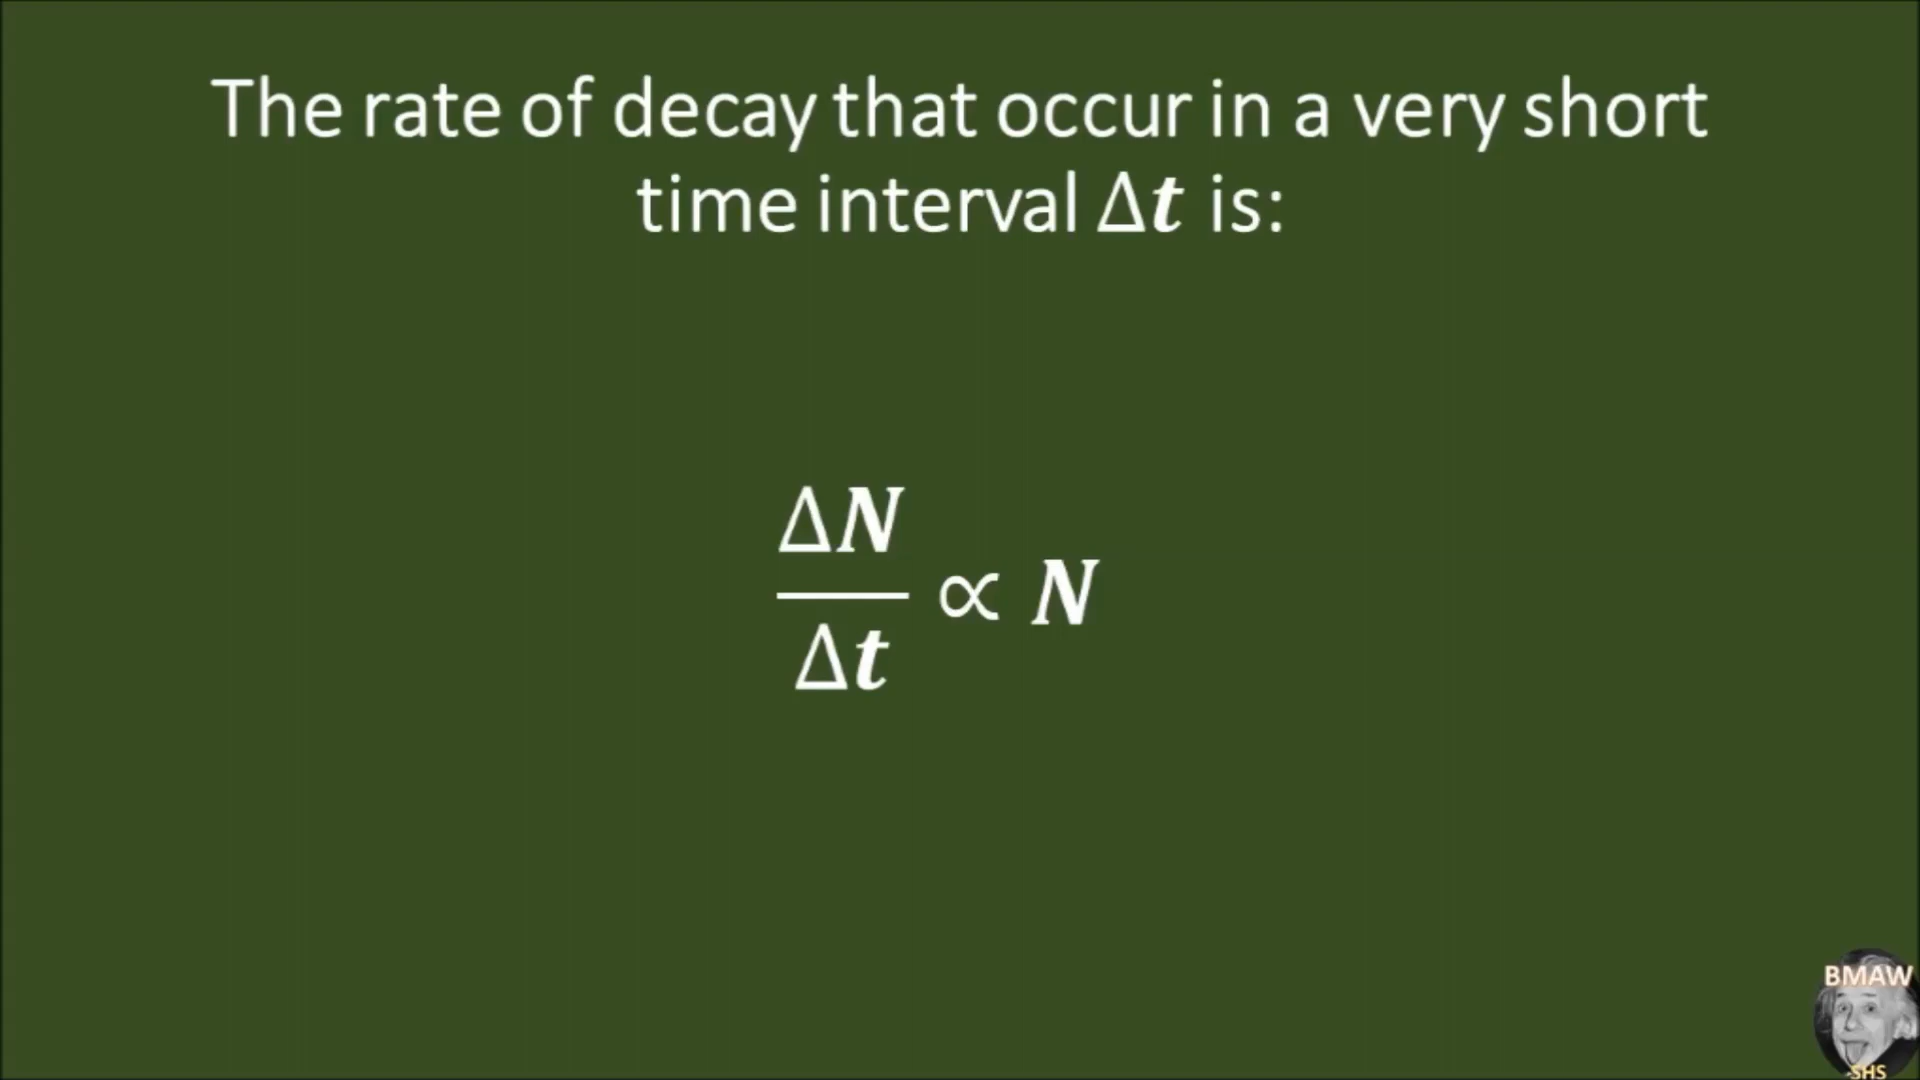 The rate of decay that occur in a very short
time interval Δt is:
ΔN
Δt
∝ N
BMAW
SHS